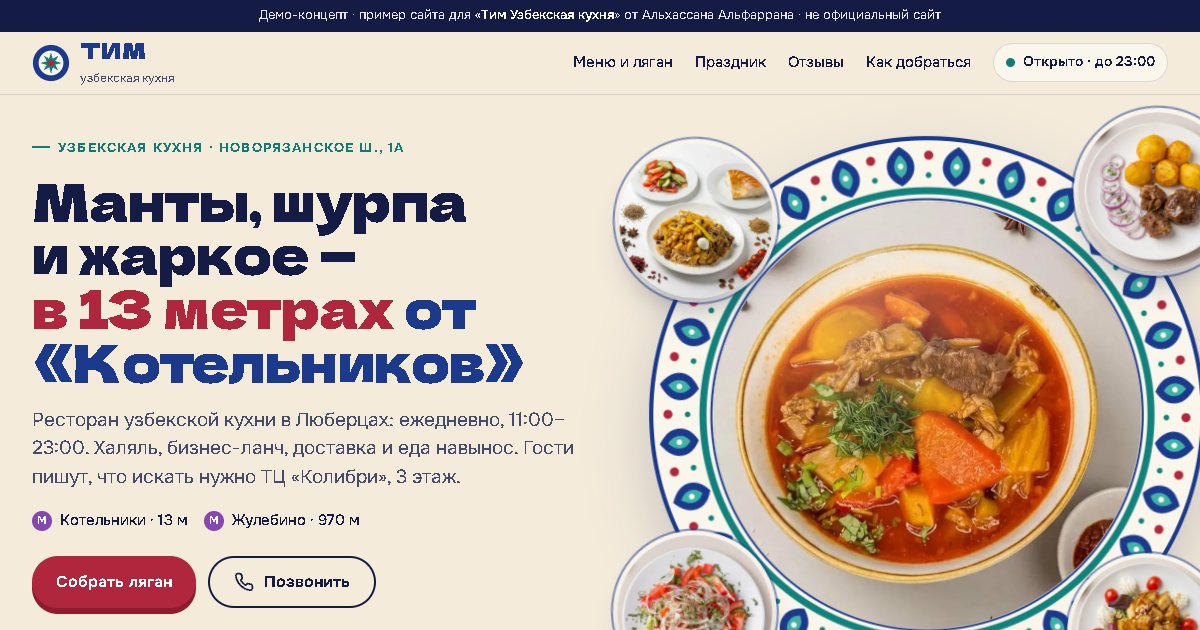 Демо-концепт · пример сайта для «Тим Узбекская кухня» от Альхассана Альфаррана · не официальный сайт
ТИМ
узбекская кухня
Меню и ляган
Праздник
Отзывы
Как добраться
Открыто · до 23:00
— УЗБЕКСКАЯ КУХНЯ · НОВОРЯЗАНСКОЕ Ш., 1А
Манты, шурпа
и жаркое —
в 13 метрах от
«Котельников»
Ресторан узбекской кухни в Люберцах: ежедневно, 11:00–
23:00. Халяль, бизнес-ланч, доставка и еда навынос. Гости
пишут, что искать нужно ТЦ «Колибри», 3 этаж.
М Котельники · 13 м
М Жулебино · 970 м
Собрать ляган
Позвонить